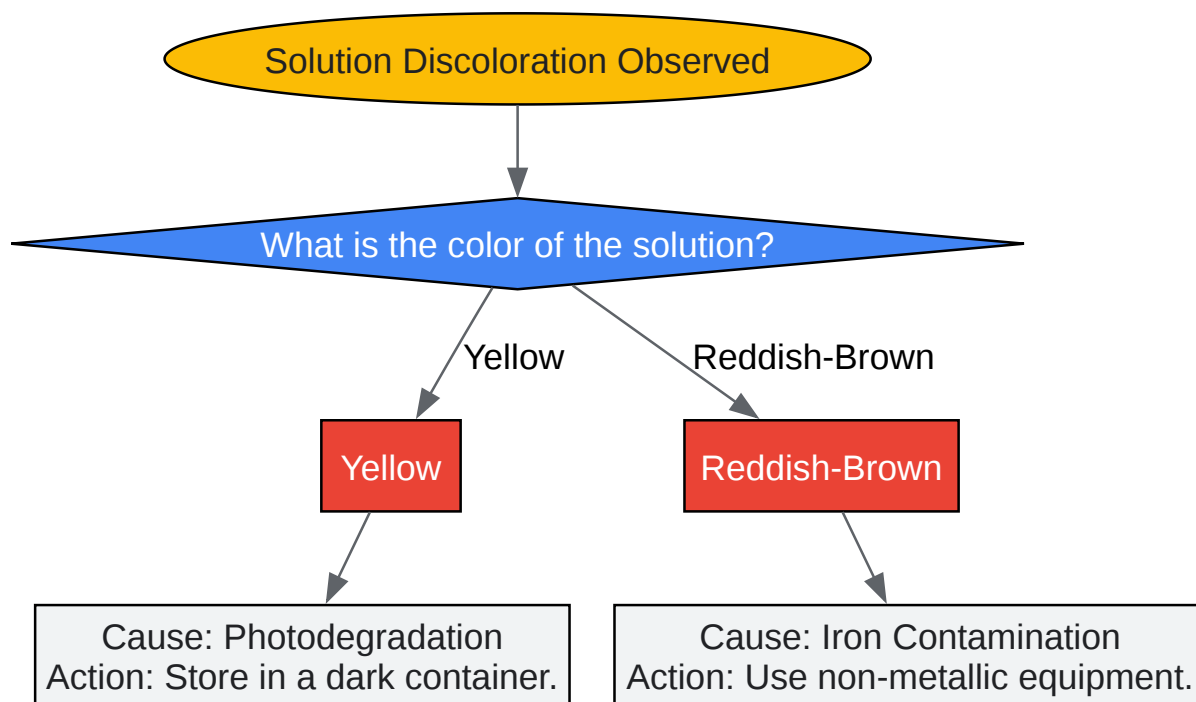 Solution Discoloration Observed
What is the color of the solution?
Yellow
Reddish-Brown
Yellow
Reddish-Brown
Cause: Photodegradation
Action: Store in a dark container.
Cause: Iron Contamination
Action: Use non-metallic equipment.